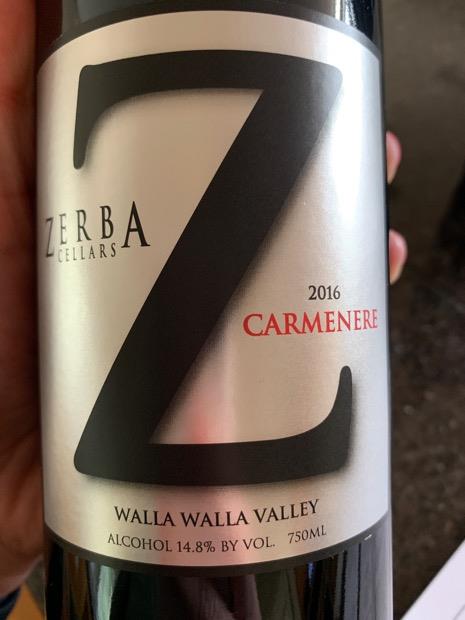 Z
ZERBA
CELLARS
2016
CARMENERE
WALLA WALLA VALLEY
ALCOHOL 14.8% BY VOL. 750ML